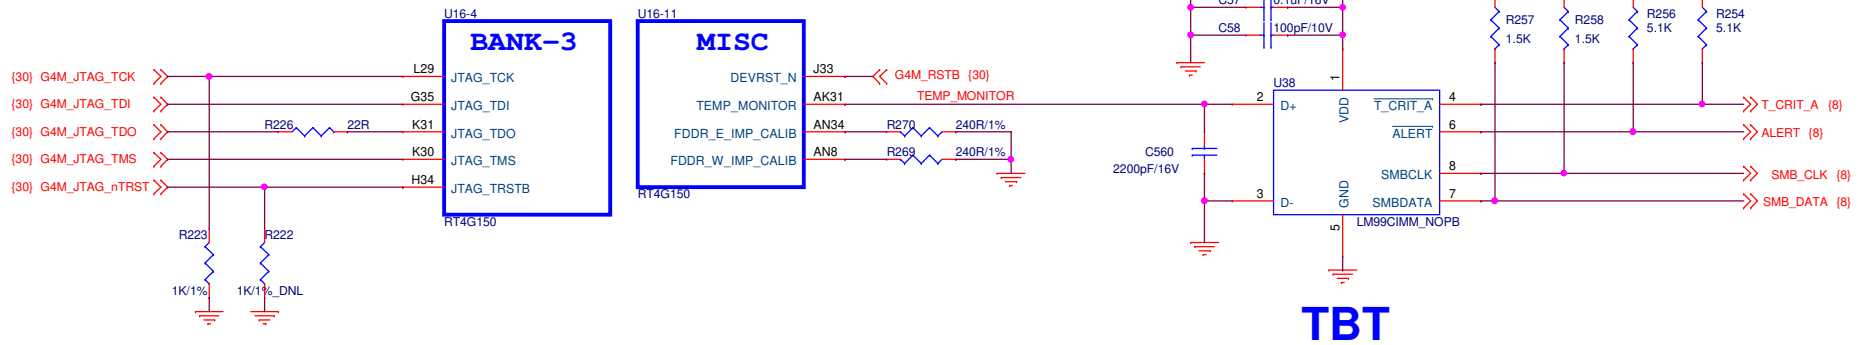 C57 0.1uF/16V
C58 100pF/10V
R257 1.5K
R258 1.5K
R256 5.1K
R254 5.1K
U16-4
BANK-3
{30} G4M_JTAG_TCK L29 JTAG_TCK
{30} G4M_JTAG_TDI G35 JTAG_TDI
{30} G4M_JTAG_TDO R226 22R K31 JTAG_TDO
{30} G4M_JTAG_TMS K30 JTAG_TMS
{30} G4M_JTAG_nTRST H34 JTAG_TRSTB
RT4G150
R223 1K/1%
R222 1K/1%_DNL
U16-11
MISC
DEVRST_N J33 G4M_RSTB {30}
TEMP_MONITOR AK31 TEMP_MONITOR
FDDR_E_IMP_CALIB AN34 R270 240R/1%
FDDR_W_IMP_CALIB AN8 R269 240R/1%
RT4G150
C560
2200pF/16V
U38
1 VDD
2 D+
3 D-
5 GND
T_CRIT_A 4 T_CRIT_A {8}
ALERT 6 ALERT {8}
SMBCLK 8 SMB_CLK {8}
SMBDATA 7 SMB_DATA {8}
LM99CIMM_NOPB
TBT